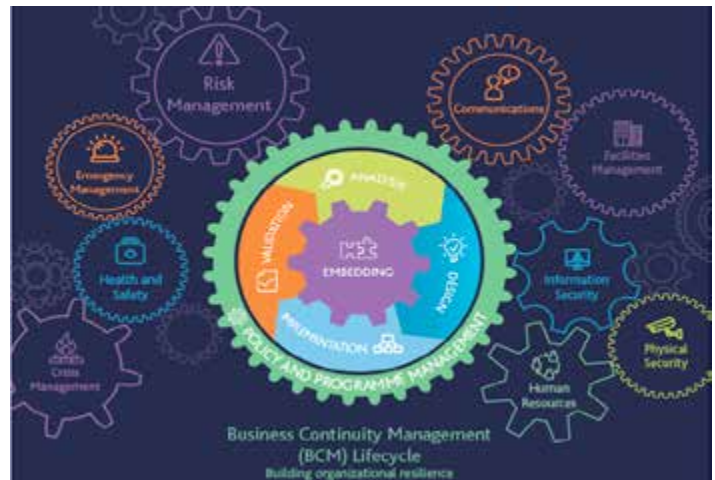 Risk
Management
Communications
Facilities
Management
Emergency
Management
ANALYSIS
VALIDATION
EMBEDDING
DESIGN
Health and
Safety
Information
Security
IMPLEMENTATION
POLICY AND PROGRAMME MANAGEMENT
Crisis
Management
Physical
Security
Human
Resources
Business Continuity Management
(BCM) Lifecycle
Building organizational resilience